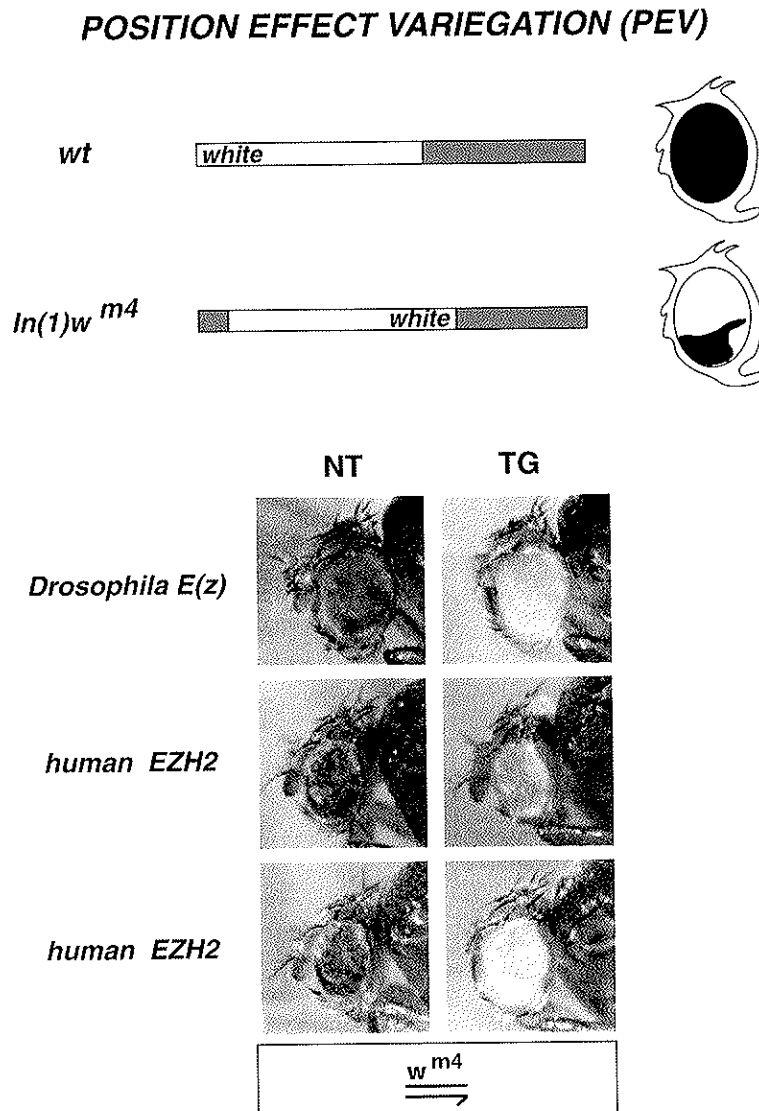 POSITION EFFECT VARIEGATION (PEV)
wt
white
In(1)w m4
white
NT
TG
Drosophila E(z)
human EZH2
human EZH2
w m4